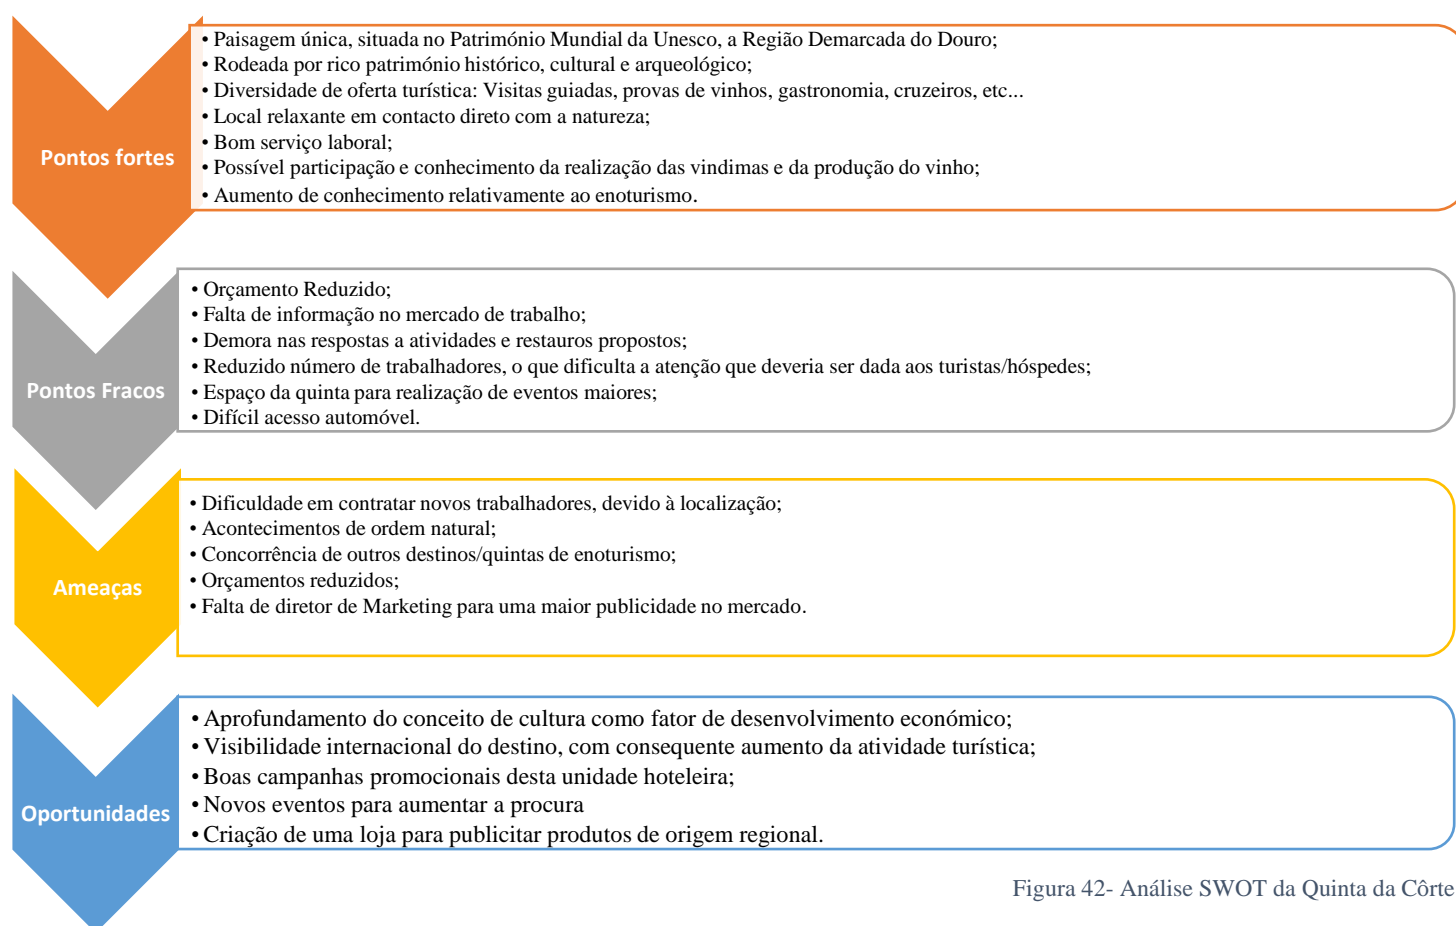 Pontos fortes
• Paisagem única, situada no Património Mundial da Unesco, a Região Demarcada do Douro;
• Rodeada por rico património histórico, cultural e arqueológico;
• Diversidade de oferta turística: Visitas guiadas, provas de vinhos, gastronomia, cruzeiros, etc...
• Local relaxante em contacto direto com a natureza;
• Bom serviço laboral;
• Possível participação e conhecimento da realização das vindimas e da produção do vinho;
• Aumento de conhecimento relativamente ao enoturismo.
Pontos Fracos
• Orçamento Reduzido;
• Falta de informação no mercado de trabalho;
• Demora nas respostas a atividades e restauros propostos;
• Reduzido número de trabalhadores, o que dificulta a atenção que deveria ser dada aos turistas/hóspedes;
• Espaço da quinta para realização de eventos maiores;
• Difícil acesso automóvel.
Ameaças
• Dificuldade em contratar novos trabalhadores, devido à localização;
• Acontecimentos de ordem natural;
• Concorrência de outros destinos/quintas de enoturismo;
• Orçamentos reduzidos;
• Falta de diretor de Marketing para uma maior publicidade no mercado.
Oportunidades
• Aprofundamento do conceito de cultura como fator de desenvolvimento económico;
• Visibilidade internacional do destino, com consequente aumento da atividade turística;
• Boas campanhas promocionais desta unidade hoteleira;
• Novos eventos para aumentar a procura
• Criação de uma loja para publicitar produtos de origem regional.
Figura 42- Análise SWOT da Quinta da Côrte